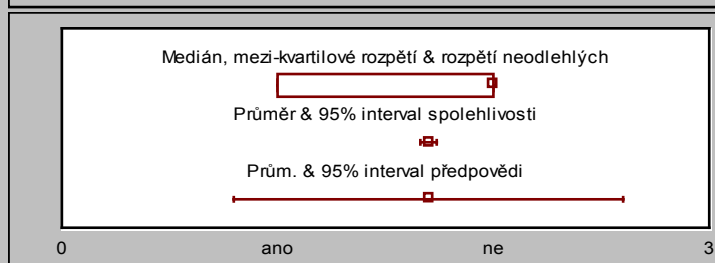 Medián, mezi-kvartilové rozpětí & rozpětí neodlehlých
Průměr & 95% interval spolehlivosti
Prům. & 95% interval předpovědi
0 ano ne 3